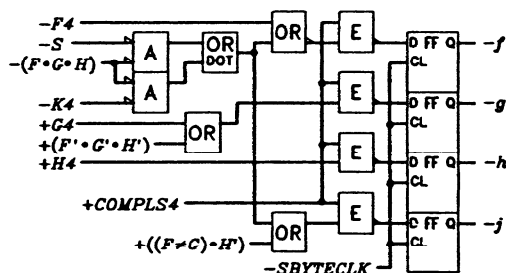 -F4 OR E D FF Q -f
-S A OR DOT CL
-(F•G•H)
-K4 A E D FF Q -g
+G4 OR CL
+(F'•G'•H')
+H4 E D FF Q -h
CL
+COMPLS4 E D FF Q -j
OR
+((F≠G)•H') CL
-SBYTECLK